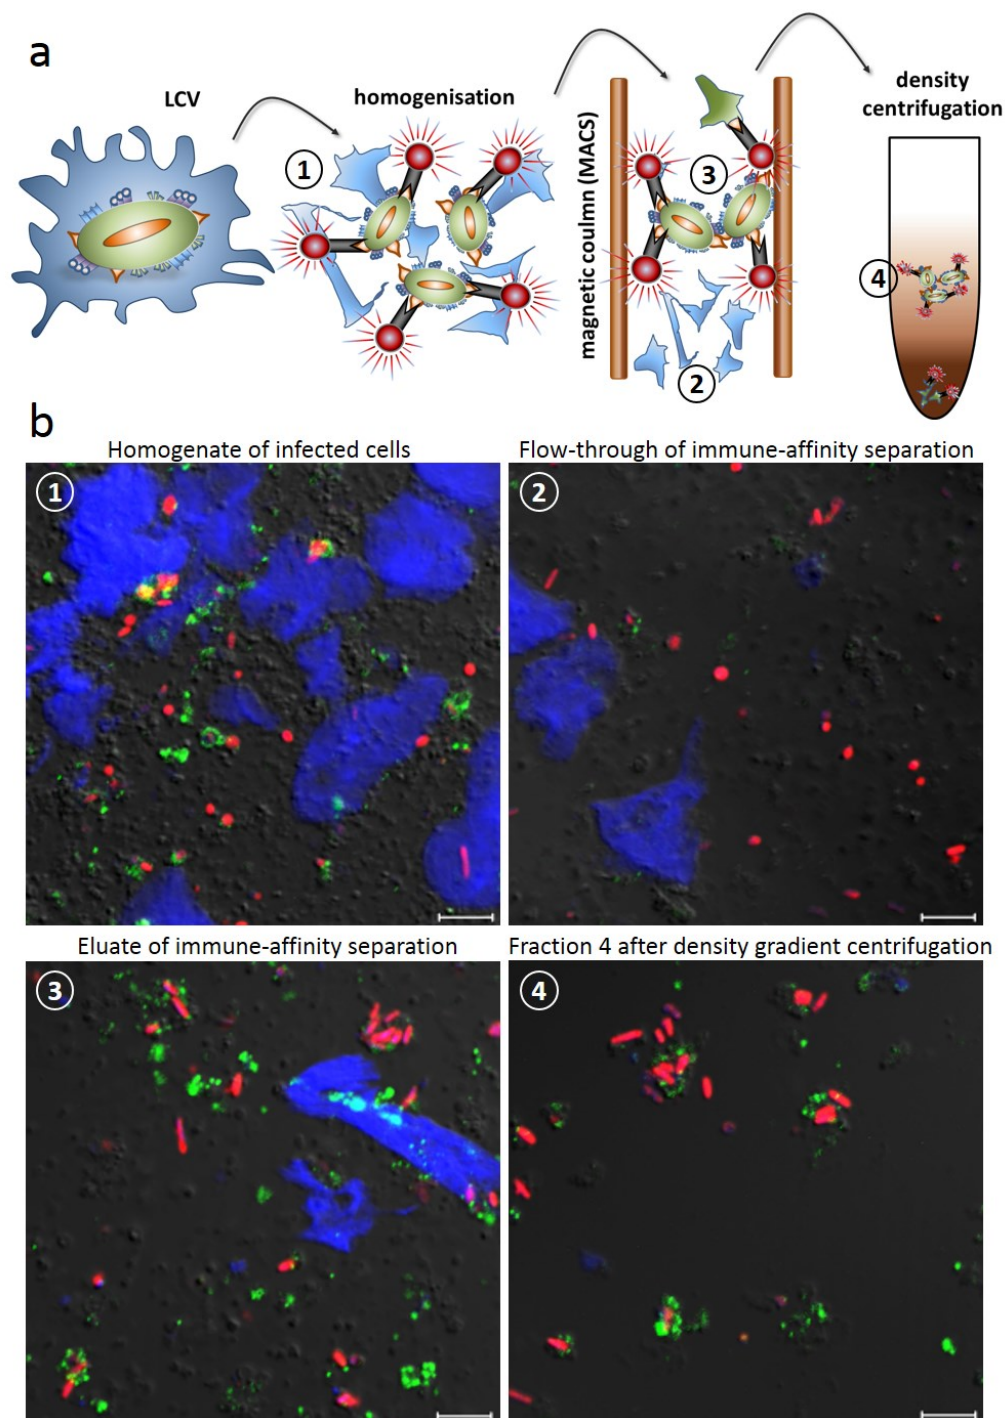 a
LCV
homogenisation
density
centrifugation
magnetic coulmn (MACS)
1
2
3
4
b
Homogenate of infected cells
Flow-through of immune-affinity separation
1
2
Eluate of immune-affinity separation
Fraction 4 after density gradient centrifugation
3
4